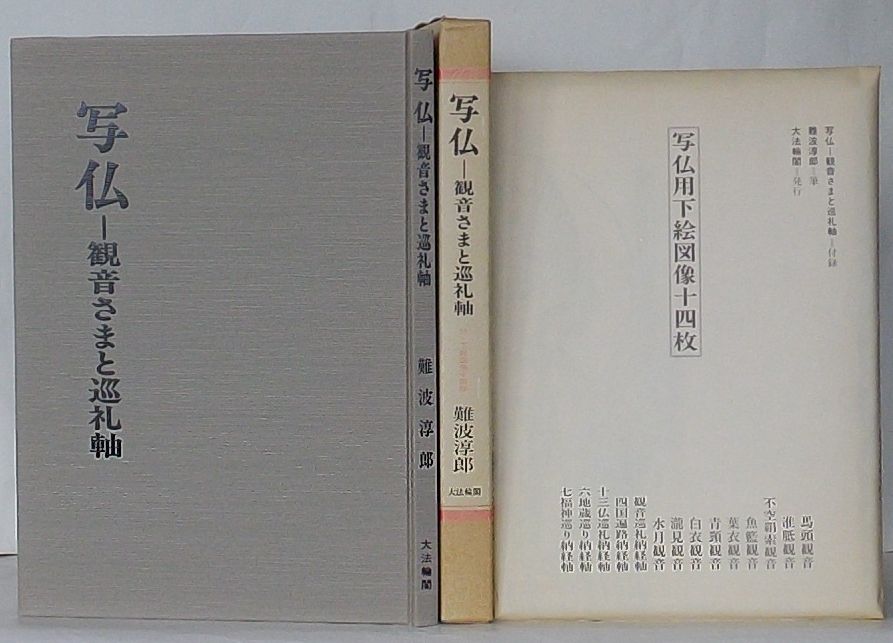 写仏―観音さまと巡礼軸
写仏―観音さまと巡礼軸
難波淳郎
大法輪閣
写仏―観音さまと巡礼軸
難波淳郎
大法輪閣
写仏―観音さまと巡礼軸=付録
難波淳郎=筆
大法輪閣=発行
写仏用下絵図像十四枚
馬頭観音
准胝観音
不空羂索観音
魚籃観音
葉衣観音
青頸観音
白衣観音
瀧見観音
水月観音
観音巡礼納経軸
四国遍路納経軸
十三仏巡礼納経軸
六地蔵巡り納経軸
七福神巡り納経軸